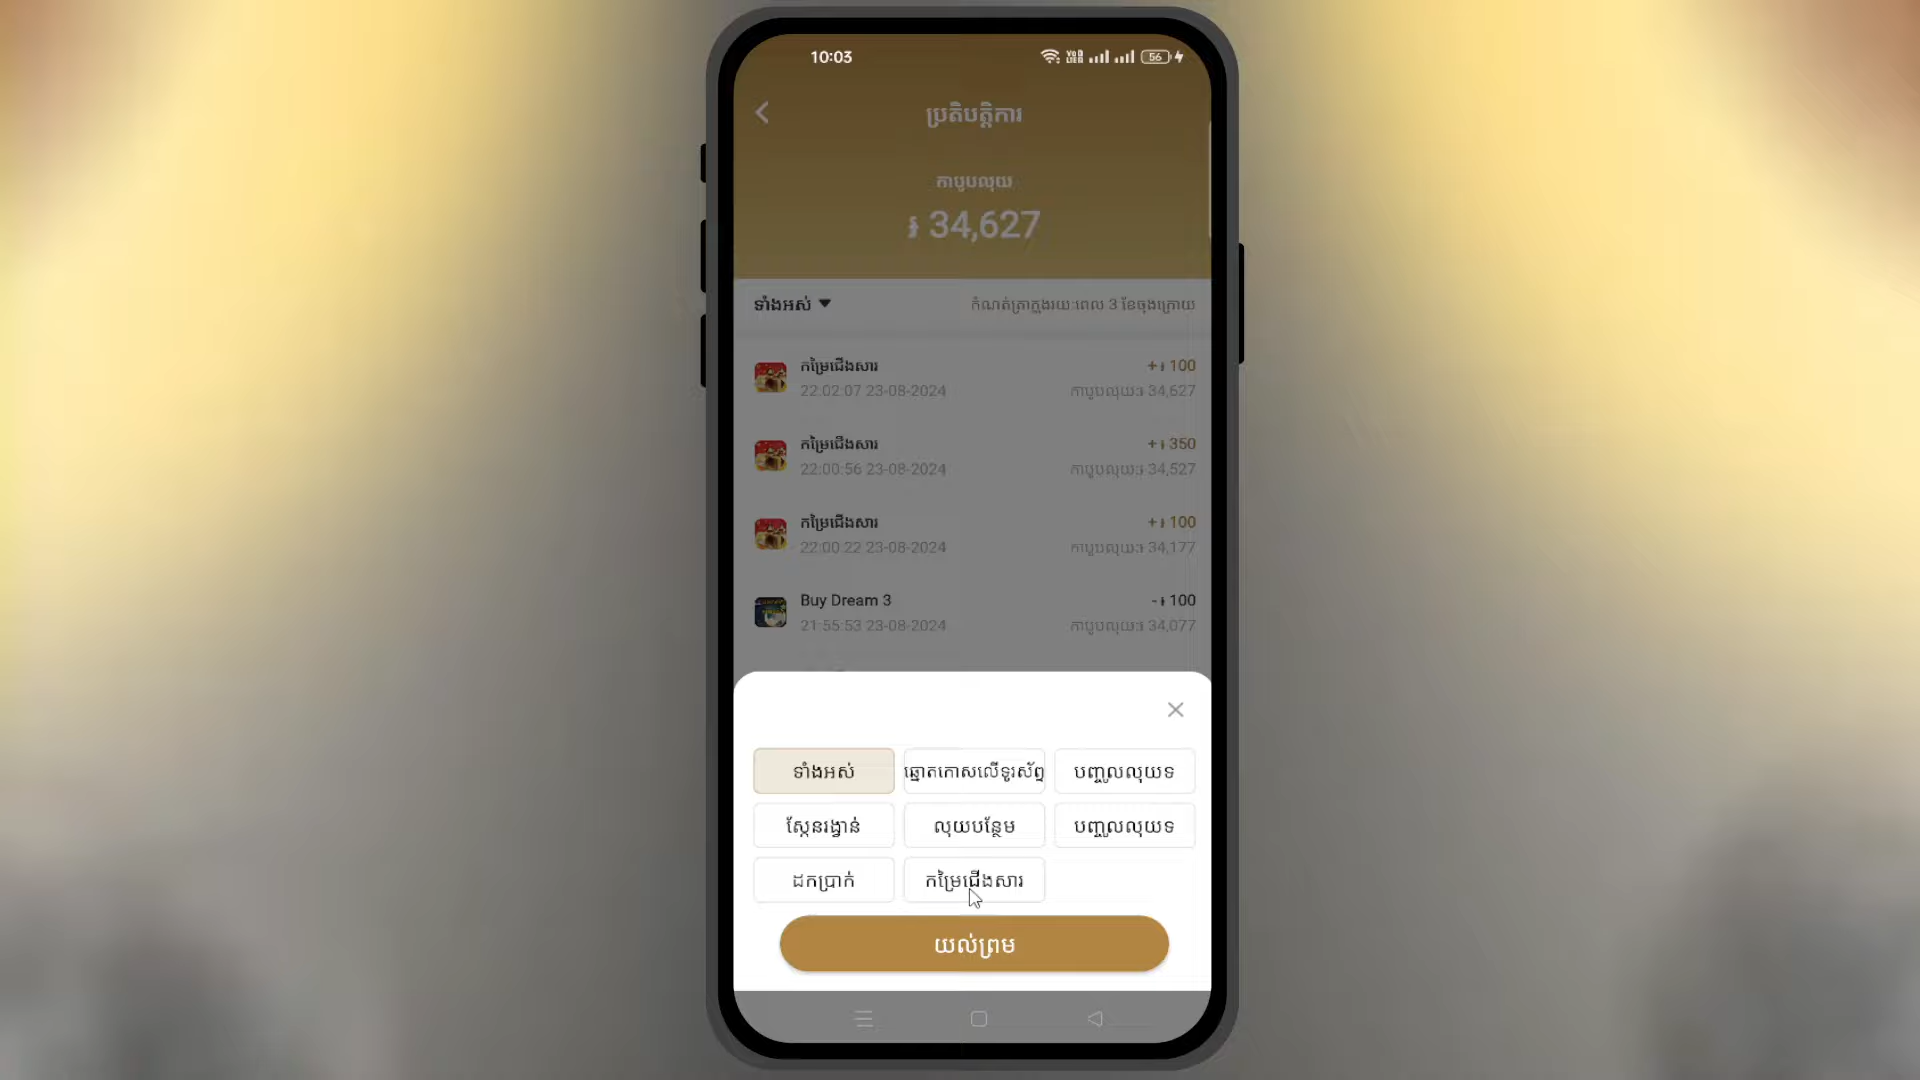 10:03
56
ប្រតិបត្តិការ
កាបូបលុយ
៛ 34,627
ទាំងអស់
កំណត់ត្រាក្នុងរយៈពេល 3 ខែចុងក្រោយ
កម្រៃជើងសារ
+ ៛ 100
22:02:07 23-08-2024
កាបូបលុយ:៛ 34,627
កម្រៃជើងសារ
+ ៛ 350
22:00:56 23-08-2024
កាបូបលុយ:៛ 34,527
កម្រៃជើងសារ
+ ៛ 100
22:00:22 23-08-2024
កាបូបលុយ:៛ 34,177
Buy Dream 3
- ៛ 100
21:55:53 23-08-2024
កាបូបលុយ:៛ 34,077
ទាំងអស់
ឆ្នោតកោសលើទូរស័ព្ទ
បញ្ចូលលុយទ
ស្កែនរង្វាន់
លុយបន្ថែម
បញ្ចូលលុយទ
ដកប្រាក់
កម្រៃជើងសារ
យល់ព្រម